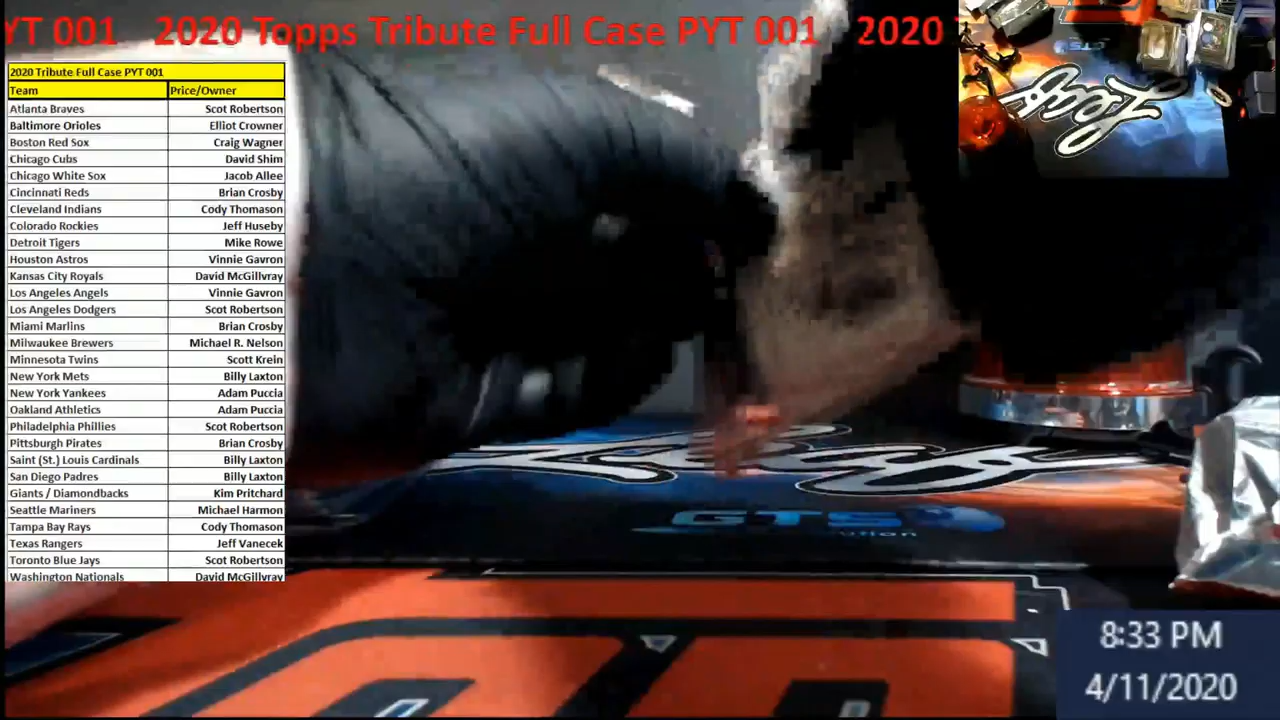 YT 001 2020 Topps Tribute Full Case PYT 001 2020
2020 Tribute Full Case PYT 001
Team Price/Owner
Atlanta Braves Scot Robertson
Baltimore Orioles Elliot Crowner
Boston Red Sox Craig Wagner
Chicago Cubs David Shim
Chicago White Sox Jacob Allee
Cincinnati Reds Brian Crosby
Cleveland Indians Cody Thomason
Colorado Rockies Jeff Huseby
Detroit Tigers Mike Rowe
Houston Astros Vinnie Gavron
Kansas City Royals David McGillvray
Los Angeles Angels Vinnie Gavron
Los Angeles Dodgers Scot Robertson
Miami Marlins Brian Crosby
Milwaukee Brewers Michael R. Nelson
Minnesota Twins Scott Krein
New York Mets Billy Laxton
New York Yankees Adam Puccia
Oakland Athletics Adam Puccia
Philadelphia Phillies Scot Robertson
Pittsburgh Pirates Brian Crosby
Saint (St.) Louis Cardinals Billy Laxton
San Diego Padres Billy Laxton
Giants / Diamondbacks Kim Pritchard
Seattle Mariners Michael Harmon
Tampa Bay Rays Cody Thomason
Texas Rangers Jeff Vanecek
Toronto Blue Jays Scot Robertson
Washington Nationals David McGillvray
Leaf
GTS
8:33 PM
4/11/2020